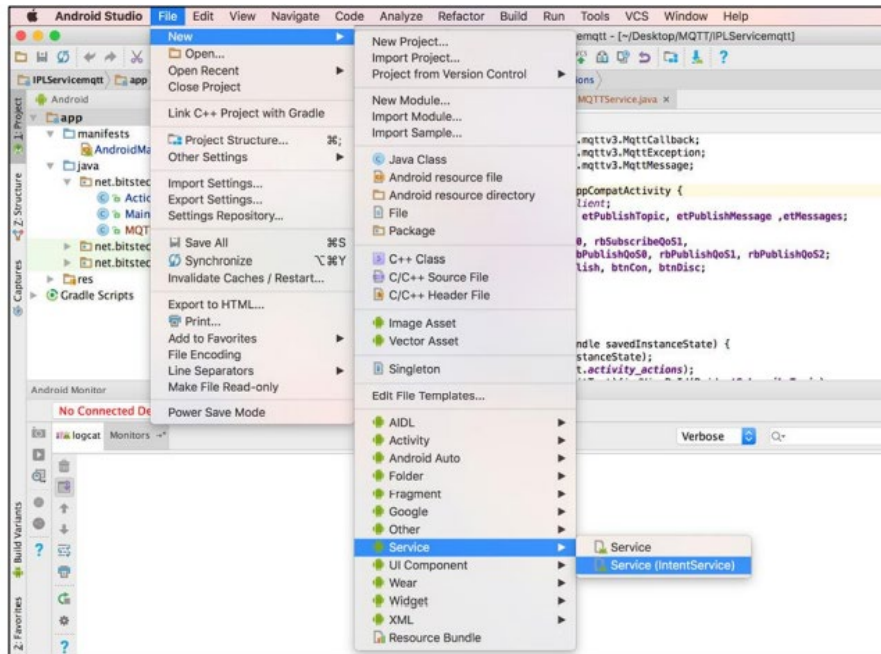 Android Studio File Edit View Navigate Code Analyze Refactor Build Run Tools VCS Window Help
emqtt - [~/Desktop/MQTT/IPLServicemqtt]
IPLServicemqtt app
ions
MQTTService.java ×
1: Project
Z: Structure
Captures
Build Variants
2: Favorites
Android
app
manifests
AndroidMa
java
net.bitstec
Actio
Main
MQT
net.bitstec
net.bitstec
res
Gradle Scripts
New
Open...
Open Recent
Close Project
Link C++ Project with Gradle
Project Structure... ⌘;
Other Settings
Import Settings...
Export Settings...
Settings Repository...
Save All ⌘S
Synchronize ⌥⌘Y
Invalidate Caches / Restart...
Export to HTML...
Print...
Add to Favorites
File Encoding
Line Separators
Make File Read-only
Power Save Mode
New Project...
Import Project...
Project from Version Control
New Module...
Import Module...
Import Sample...
Java Class
Android resource file
Android resource directory
File
Package
C++ Class
C/C++ Source File
C/C++ Header File
Image Asset
Vector Asset
Singleton
Edit File Templates...
AIDL
Activity
Android Auto
Folder
Fragment
Google
Other
Service
UI Component
Wear
Widget
XML
Resource Bundle
Service
Service (IntentService)
.mqttv3.MqttCallback;
.mqttv3.MqttException;
.mqttv3.MqttMessage;
ppCompatActivity {
lient;
etPublishTopic, etPublishMessage ,etMessages;
0, rbSubscribeQoS1,
bPublishQoS0, rbPublishQoS1, rbPublishQoS2;
lish, btnCon, btnDisc;
ndle savedInstanceState) {
stanceState);
t.activity_actions);
Android Monitor
No Connected De
logcat Monitors
Verbose